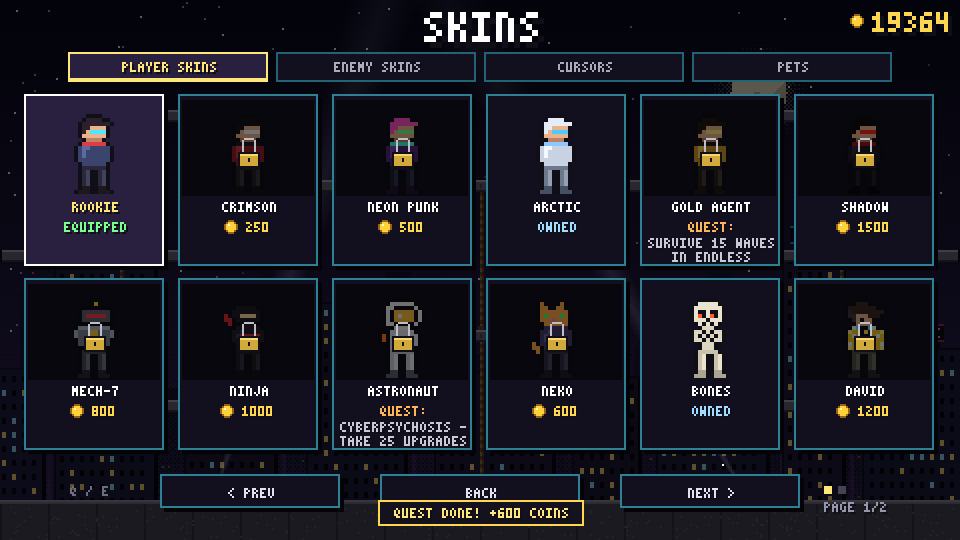 SKINS
19364
PLAYER SKINS
ENEMY SKINS
CURSORS
PETS
ROOKIE
EQUIPPED
CRIMSON
250
NEON PUNK
500
ARCTIC
OWNED
GOLD AGENT
QUEST:
SURVIVE 15 WAVES
IN ENDLESS
SHADOW
1500
MECH-7
800
NINJA
1000
ASTRONAUT
QUEST:
CYBERPSYCHOSIS -
TAKE 25 UPGRADES
NEKO
600
BONES
OWNED
DAVID
1200
Q / E
< PREV
BACK
NEXT >
PAGE 1/2
QUEST DONE! +600 COINS